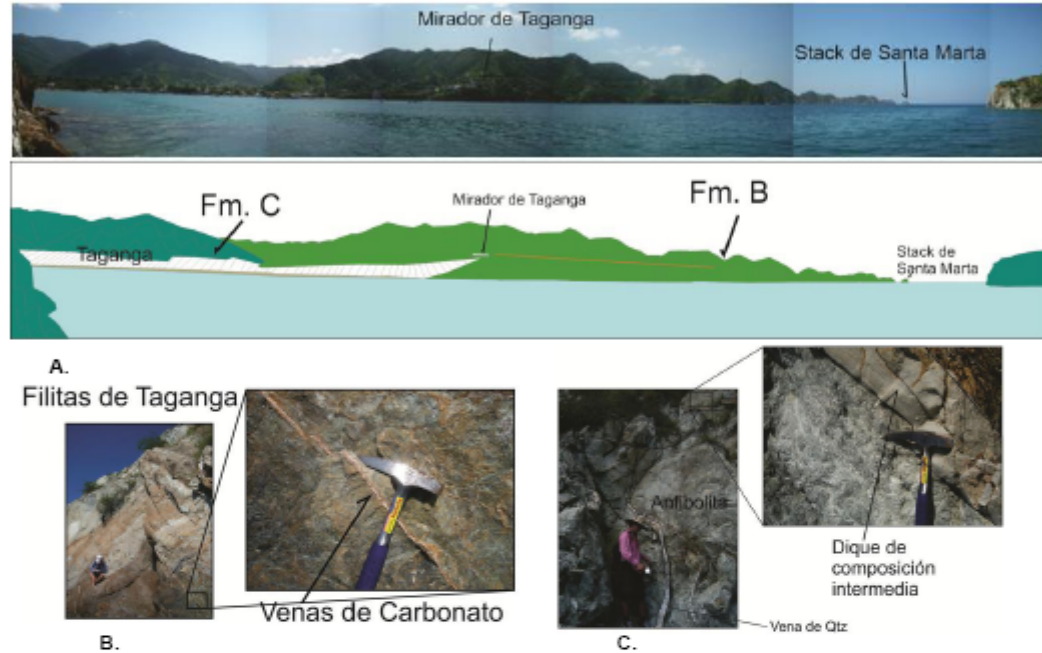 Mirador de Taganga
Stack de Santa Marta
Fm. C
Mirador de Taganga
Fm. B
Taganga
Stack de
Santa Marta
A.
Filitas de Taganga
Venas de Carbonato
B.
Anfibolita
Dique de
composición
intermedia
Vena de Qtz
C.